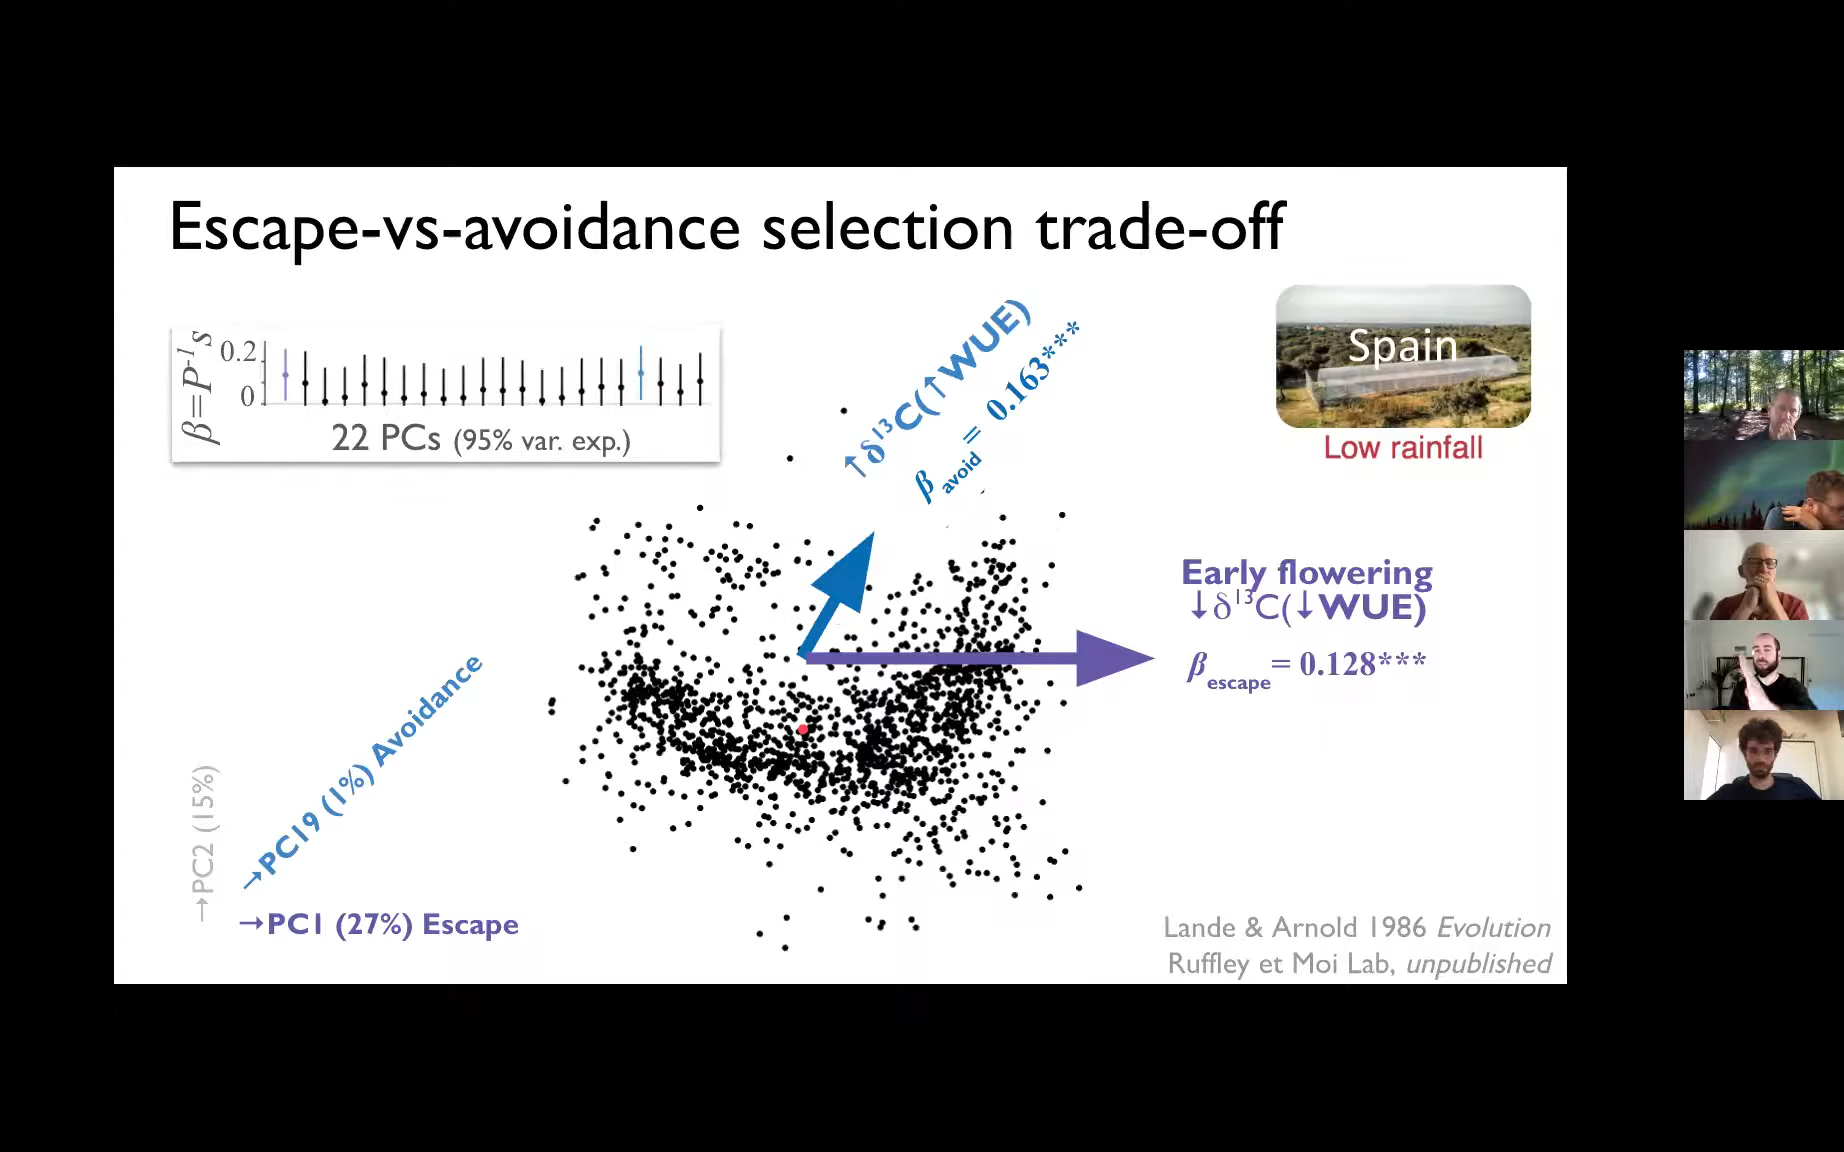 Escape-vs-avoidance selection trade-off
β=P⁻¹s
0.2
0
22 PCs (95% var. exp.)
↑δ¹³C(↑WUE)
βavoid = 0.163***
Spain
Low rainfall
Early flowering
↓δ¹³C(↓WUE)
βescape = 0.128***
→PC2 (15%)
→PC19 (1%) Avoidance
→PC1 (27%) Escape
Lande & Arnold 1986 Evolution
Ruffley et Moi Lab, unpublished